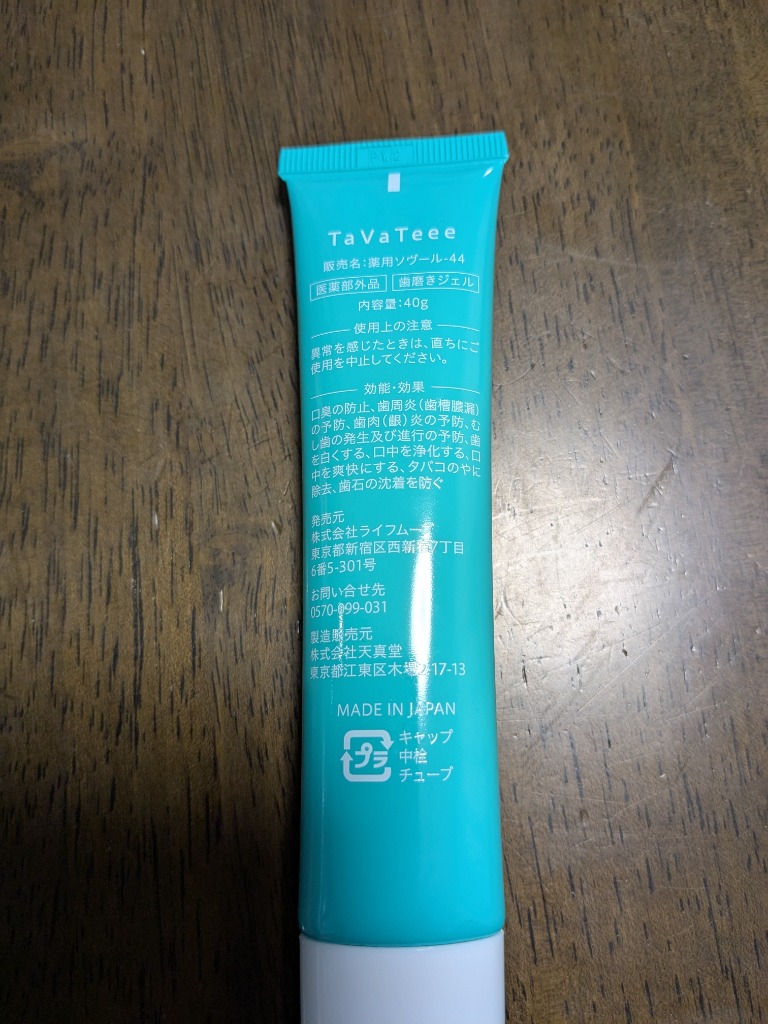 TaVaTeee
販売名:薬用ソヴール-44
医薬部外品 歯磨きジェル
内容量:40g
使用上の注意
異常を感じたときは、直ちにご
使用を中止してください。
効能・効果
口臭の防止、歯周炎(歯槽膿漏)
の予防、歯肉(齦)炎の予防、む
し歯の発生及び進行の予防、歯
を白くする、口中を浄化する、口
中を爽快にする、タバコのやに
除去、歯石の沈着を防ぐ
発売元
株式会社ライフムーン
東京都新宿区西新宿7丁目
6番5-301号
お問い合せ先
0570-099-031
製造販売元
株式会社天真堂
東京都江東区木場2-17-13
MADE IN JAPAN
プラ
キャップ
中栓
チューブ